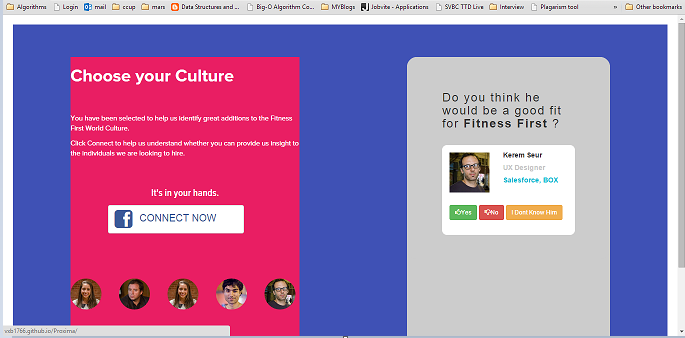 Algorithms Login mail ccup mars Data Structures and ... Big-O Algorithm Co... MYBlogs Jobvite - Applications SVBC TTD Live Interview Plagarism tool » Other bookmarks
Choose your Culture
You have been selected to help us identify great additions to the Fitness
First World Culture.
Click Connect to help us understand whether you can provide us insight to
the individuals we are looking to hire.
It's in your hands.
CONNECT NOW
Do you think he
would be a good fit
for Fitness First ?
Kerem Seur
UX Designer
Salesforce, BOX
Yes No I Dont Know Him
vxb1766.github.io/Proxima/